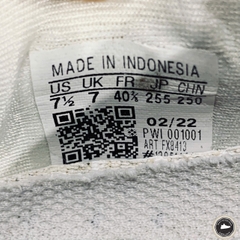 MADE IN INDONESIA
US UK FR JP CHN
7½ 7 40⅔ 255 250
02/22
PWI 001001
ART FX8413